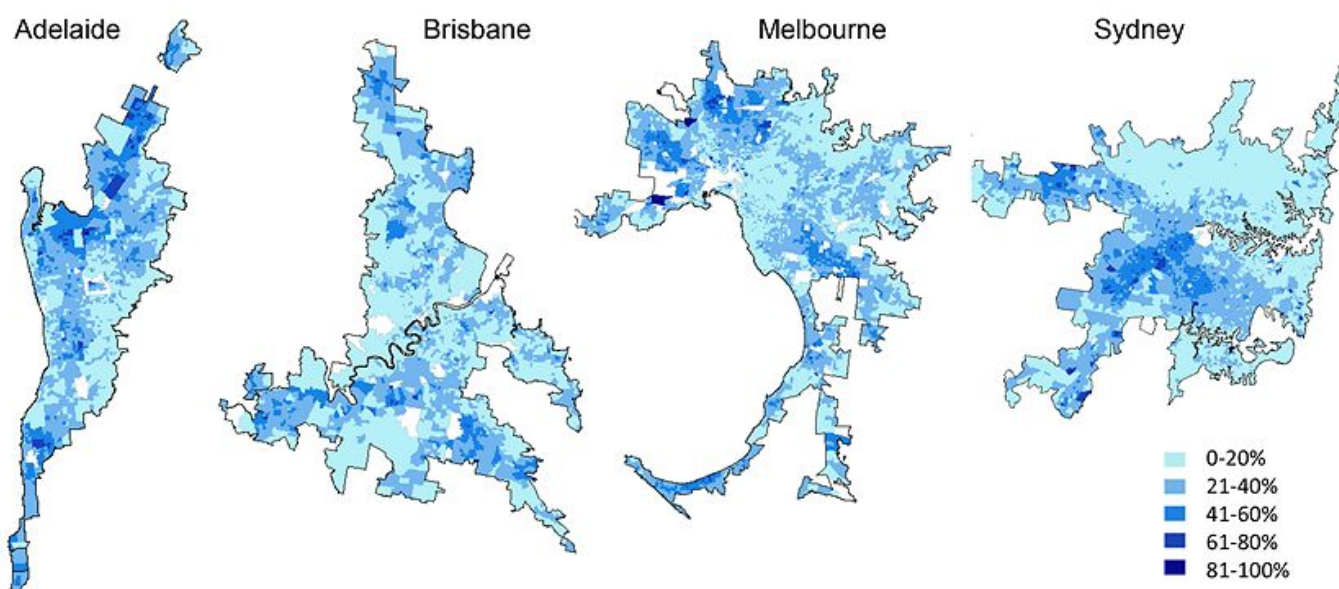 Adelaide
Brisbane
Melbourne
Sydney
0-20%
21-40%
41-60%
61-80%
81-100%